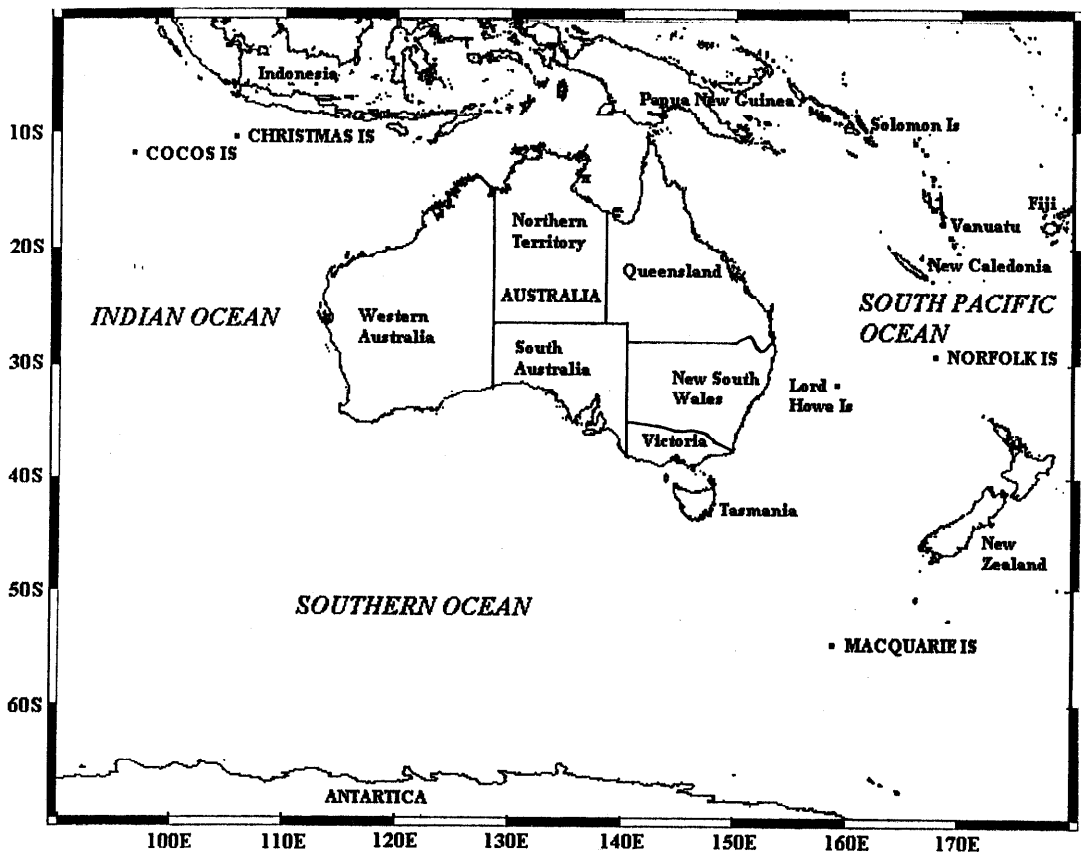 Indonesia
Papua New Guinea
Solomon Is
10S
CHRISTMAS IS
COCOS IS
Northern
Territory
Fiji
Vanuatu
20S
Queensland
New Caledonia
AUSTRALIA
INDIAN OCEAN
Western
Australia
SOUTH PACIFIC
OCEAN
South
Australia
30S
NORFOLK IS
New South
Wales
Lord
Howe Is
Victoria
40S
Tasmania
New
Zealand
50S
SOUTHERN OCEAN
MACQUARIE IS
60S
ANTARTICA
100E
110E
120E
130E
140E
150E
160E
170E